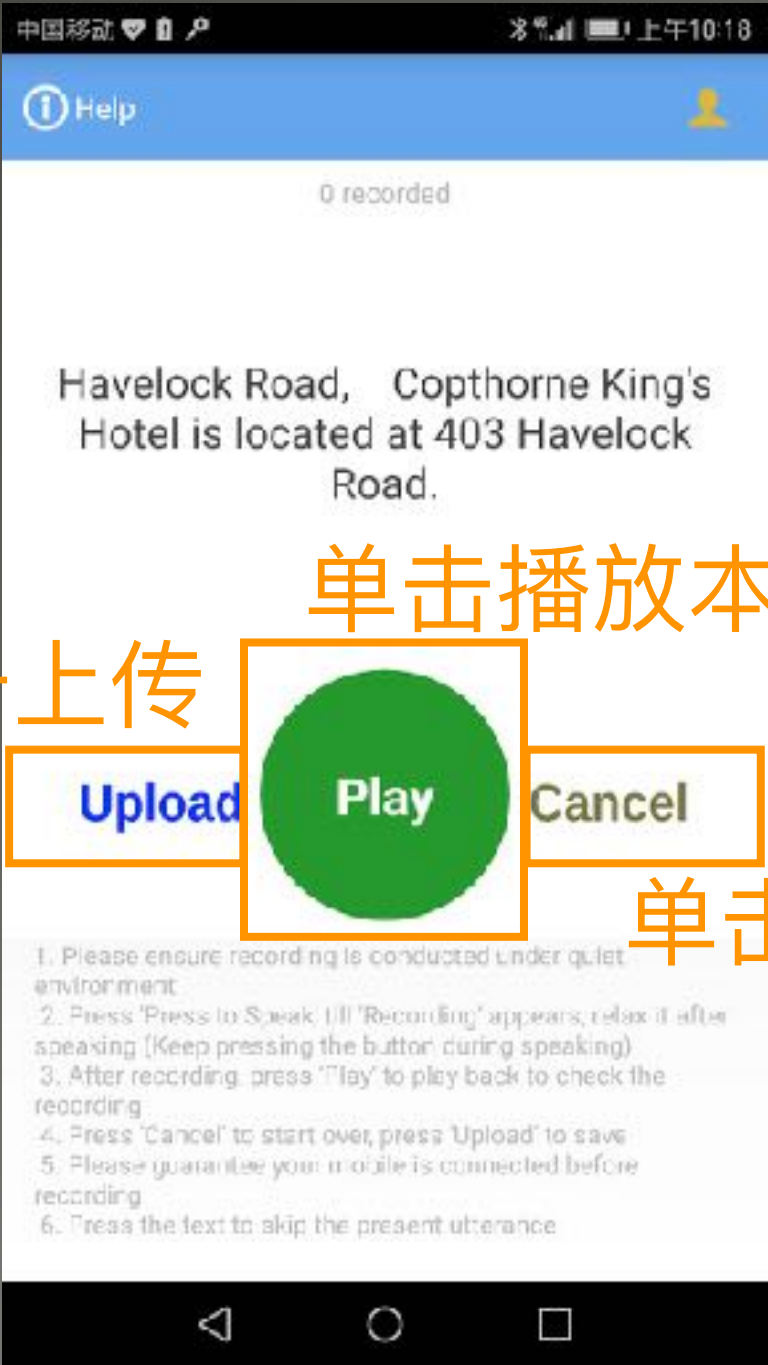 中国移动 上午10:18
Help
0 recorded
Havelock Road, Copthorne King's
Hotel is located at 403 Havelock
Road.
单击播放本
上传
Upload
Play
Cancel
单击
1. Please ensure recording is conducted under quiet
environment
2. Press 'Press to Speak' till 'Recording' appears, relax it after
speaking (Keep pressing the button during speaking)
3. After recording, press 'Play' to play back to check the
recording
4. Press 'Cancel' to start over, press 'Upload' to save
5. Please guarantee your mobile is connected before
recording
6. Press the text to skip the present utterance